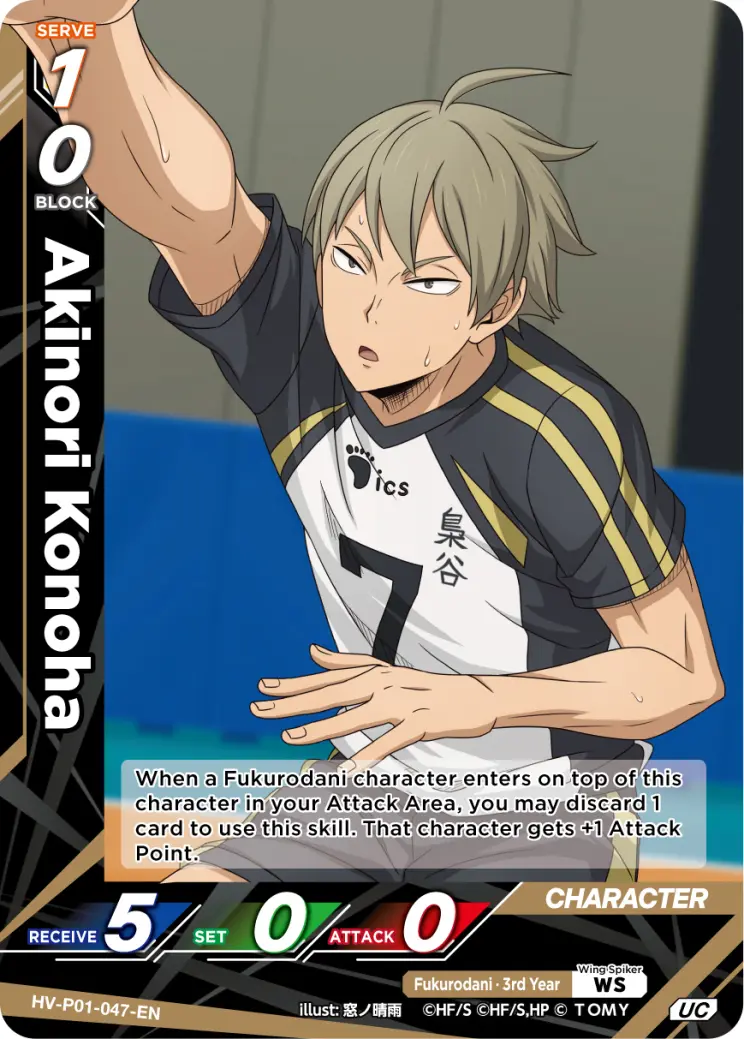 SERVE
1
0
BLOCK
Akinori Konoha
ics
梟谷
7
When a Fukurodani character enters on top of this
character in your Attack Area, you may discard 1
card to use this skill. That character gets +1 Attack
Point.
CHARACTER
RECEIVE 5 SET 0 ATTACK 0
Wing Spiker
Fukurodani · 3rd Year WS
HV-P01-047-EN illust: 窓ノ晴雨 ©HF/S ©HF/S,HP © TOMY UC